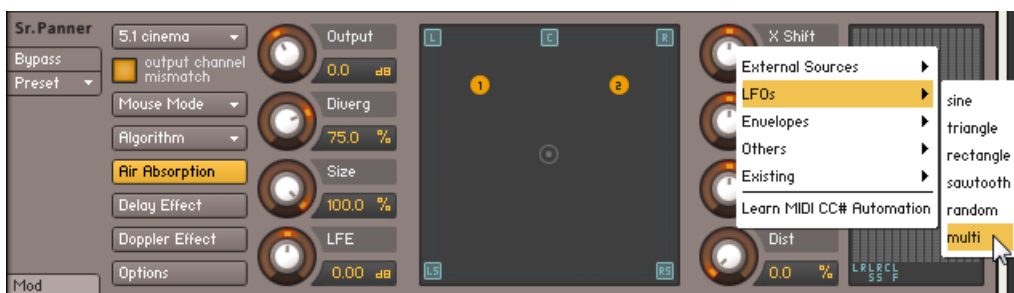 Sr.Panner
Bypass
Preset
Mod
5.1 cinema
output channel
mismatch
Mouse Mode
Algorithm
Air Absorption
Delay Effect
Doppler Effect
Options
Output
0.0 dB
Diverg
75.0 %
Size
100.0 %
LFE
0.00 dB
L C R
1 2
LS RS
X Shift
External Sources
LFOs
Envelopes
Others
Existing
Learn MIDI CC# Automation
sine
triangle
rectangle
sawtooth
random
multi
Dist
0.0 %
LRLRCL
SS F